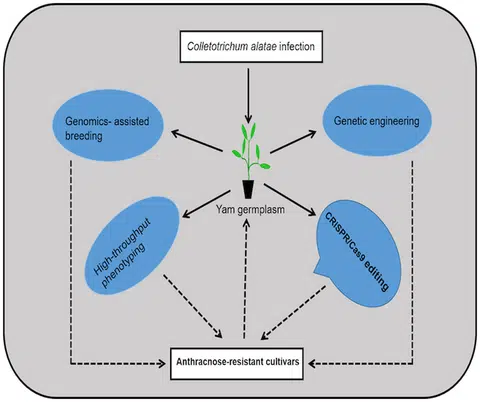 Colletotrichum alatae infection
Genomics- assisted
breeding
Genetic engineering
Yam germplasm
High-throughput
phenotyping
CRISPR/Cas9 editing
Anthracnose-resistant cultivars